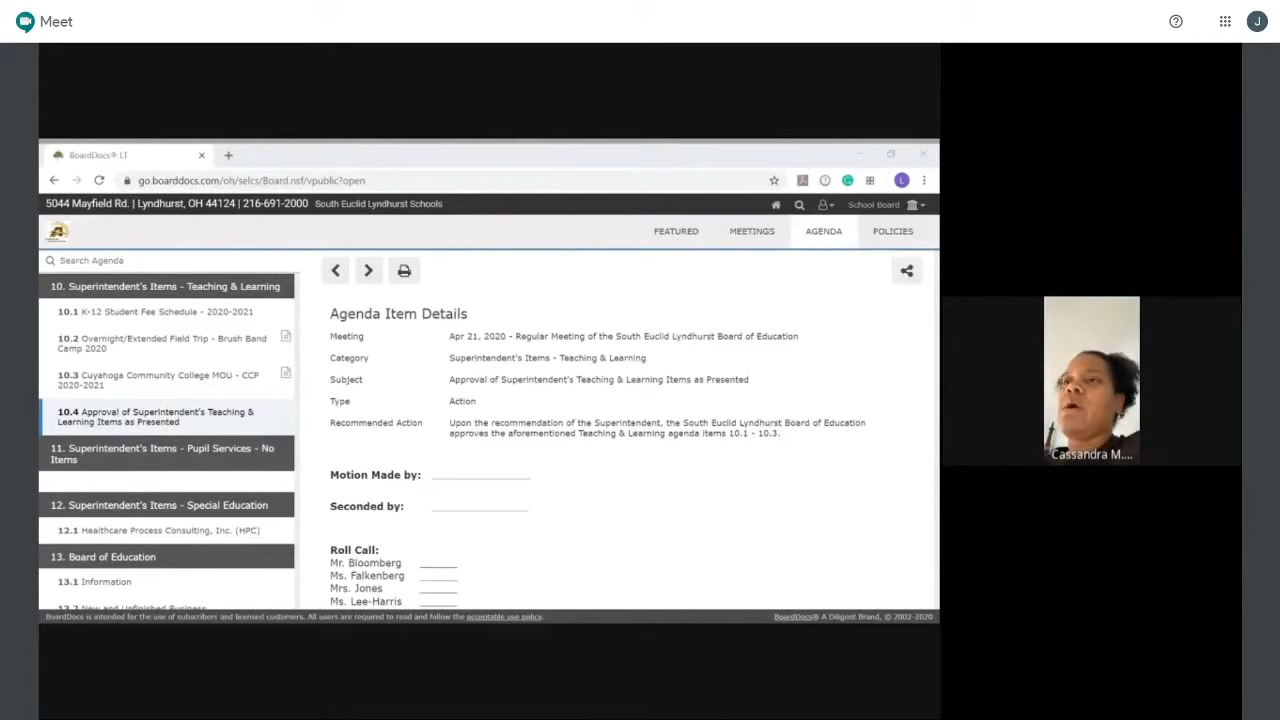 Meet
J
BoardDocs® LT
go.boarddocs.com/oh/selcs/Board.nsf/vpublic?open
L
5044 Mayfield Rd. | Lyndhurst, OH 44124 | 216-691-2000 South Euclid Lyndhurst Schools
School Board
FEATURED MEETINGS AGENDA POLICIES
Search Agenda
10. Superintendent's Items - Teaching & Learning
10.1 K-12 Student Fee Schedule - 2020-2021
10.2 Overnight/Extended Field Trip - Brush Band
Camp 2020
10.3 Cuyahoga Community College MOU - CCP
2020-2021
10.4 Approval of Superintendent's Teaching &
Learning Items as Presented
11. Superintendent's Items - Pupil Services - No
Items
12. Superintendent's Items - Special Education
12.1 Healthcare Process Consulting, Inc. (HPC)
13. Board of Education
13.1 Information
13.2 New and Unfinished Business
Agenda Item Details
Meeting Apr 21, 2020 - Regular Meeting of the South Euclid Lyndhurst Board of Education
Category Superintendent's Items - Teaching & Learning
Subject Approval of Superintendent's Teaching & Learning Items as Presented
Type Action
Recommended Action Upon the recommendation of the Superintendent, the South Euclid Lyndhurst Board of Education
approves the aforementioned Teaching & Learning agenda items 10.1 - 10.3.
Motion Made by:
Seconded by:
Roll Call:
Mr. Bloomberg
Ms. Falkenberg
Mrs. Jones
Ms. Lee-Harris
BoardDocs is intended for the use of subscribers and licensed customers. All users are required to read and follow the acceptable use policy.
BoardDocs® A Diligent Brand, © 2002-2020
Cassandra M....